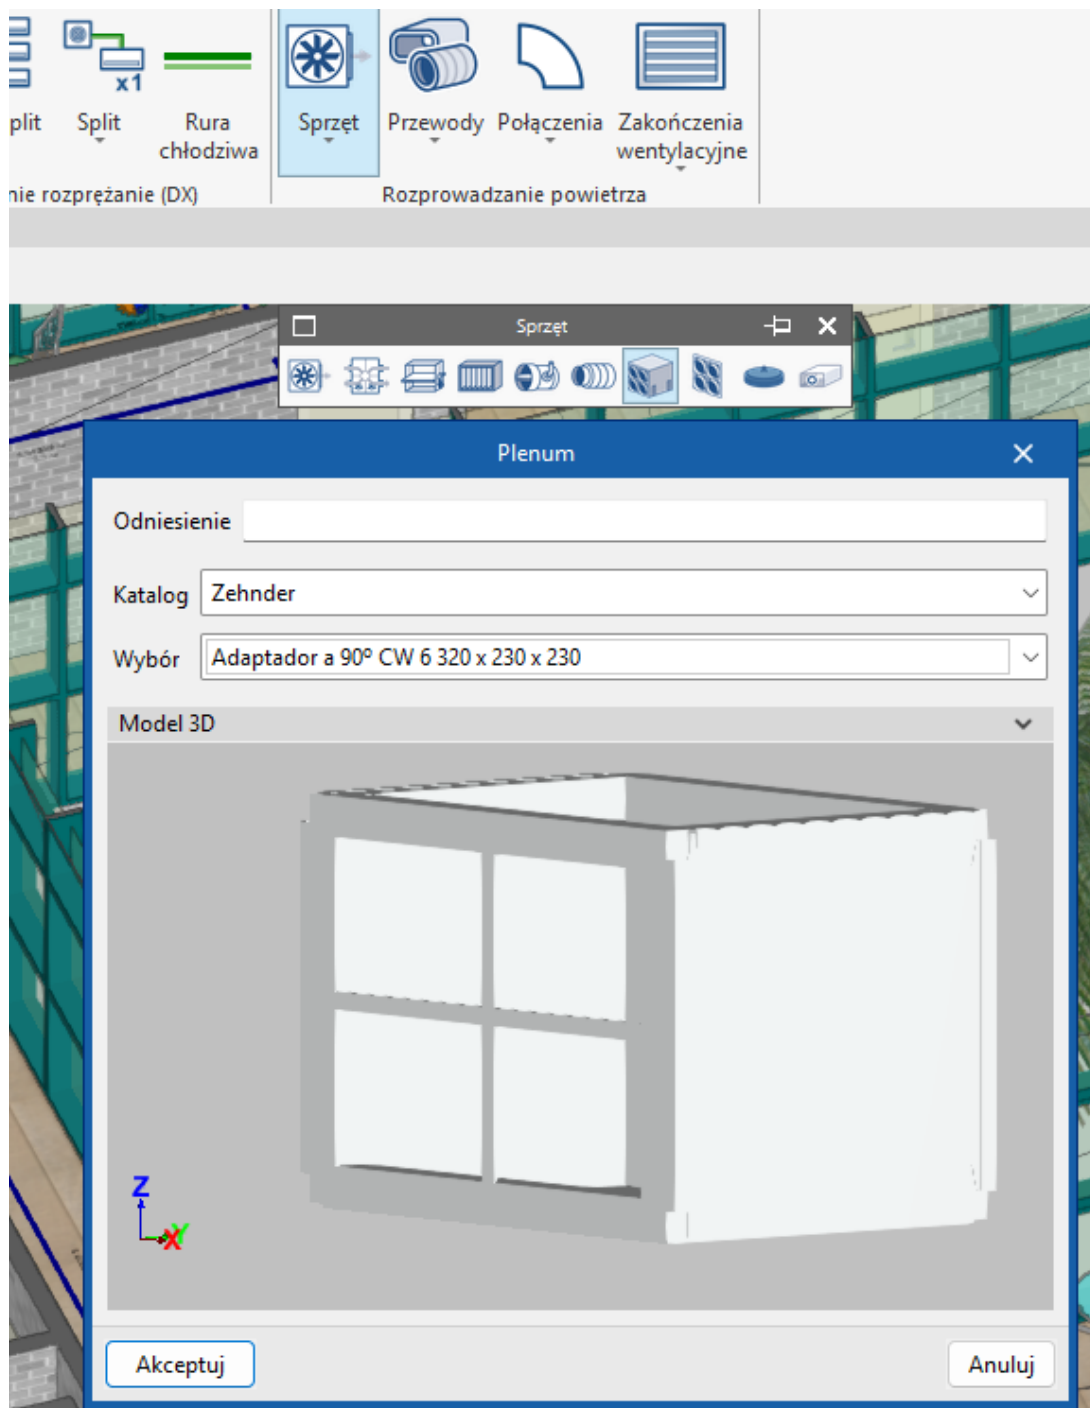 x1
plit
Split
Rura
chłodziwa
Sprzęt
Przewody
Połączenia
Zakończenia
wentylacyjne
nie rozprężanie (DX)
Rozprowadzanie powietrza
Sprzęt
Plenum
Odniesienie
Katalog
Zehnder
Wybór
Adaptador a 90º CW 6 320 x 230 x 230
Model 3D
Z
X
Y
Akceptuj
Anuluj